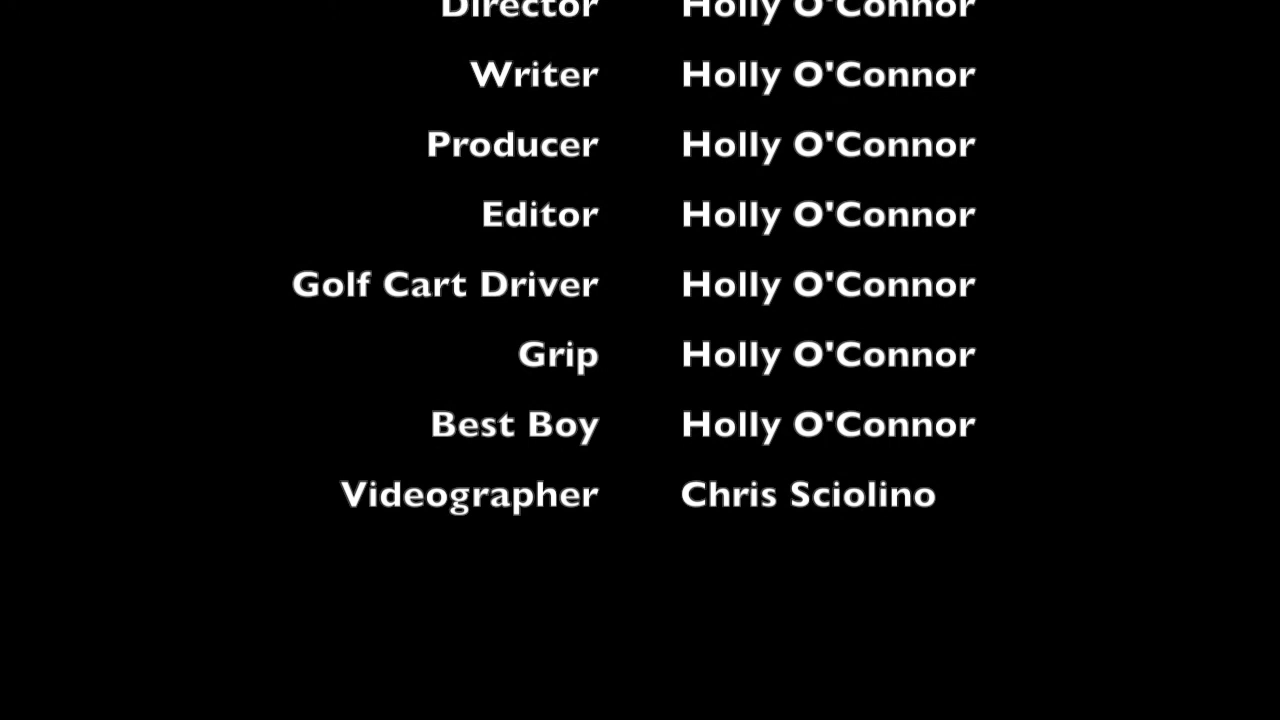 Director Holly O'Connor
Writer Holly O'Connor
Producer Holly O'Connor
Editor Holly O'Connor
Golf Cart Driver Holly O'Connor
Grip Holly O'Connor
Best Boy Holly O'Connor
Videographer Chris Sciolino